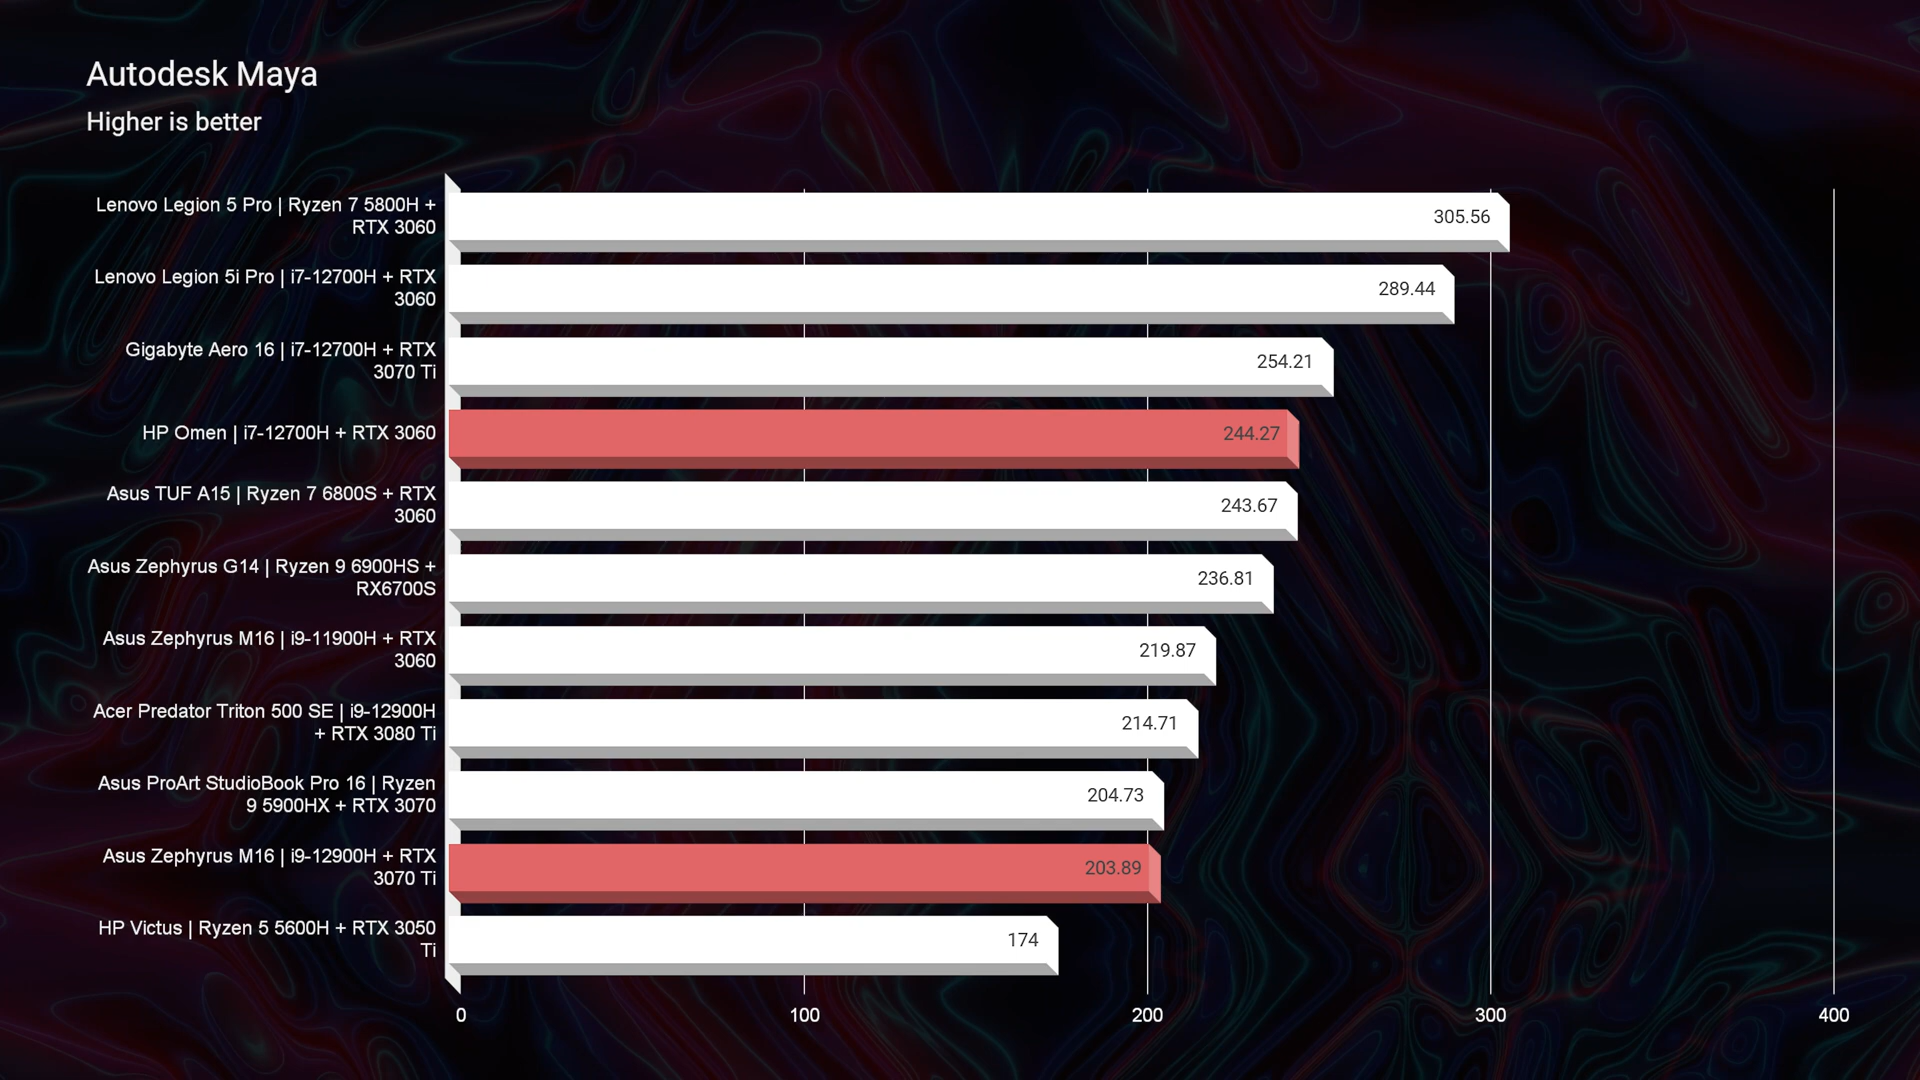 Autodesk Maya
Higher is better
Lenovo Legion 5 Pro | Ryzen 7 5800H +
RTX 3060
305.56
Lenovo Legion 5i Pro | i7-12700H + RTX
3060
289.44
Gigabyte Aero 16 | i7-12700H + RTX
3070 Ti
254.21
HP Omen | i7-12700H + RTX 3060
244.27
Asus TUF A15 | Ryzen 7 6800S + RTX
3060
243.67
Asus Zephyrus G14 | Ryzen 9 6900HS +
RX6700S
236.81
Asus Zephyrus M16 | i9-11900H + RTX
3060
219.87
Acer Predator Triton 500 SE | i9-12900H
+ RTX 3080 Ti
214.71
Asus ProArt StudioBook Pro 16 | Ryzen
9 5900HX + RTX 3070
204.73
Asus Zephyrus M16 | i9-12900H + RTX
3070 Ti
203.89
HP Victus | Ryzen 5 5600H + RTX 3050
Ti
174
0 100 200 300 400